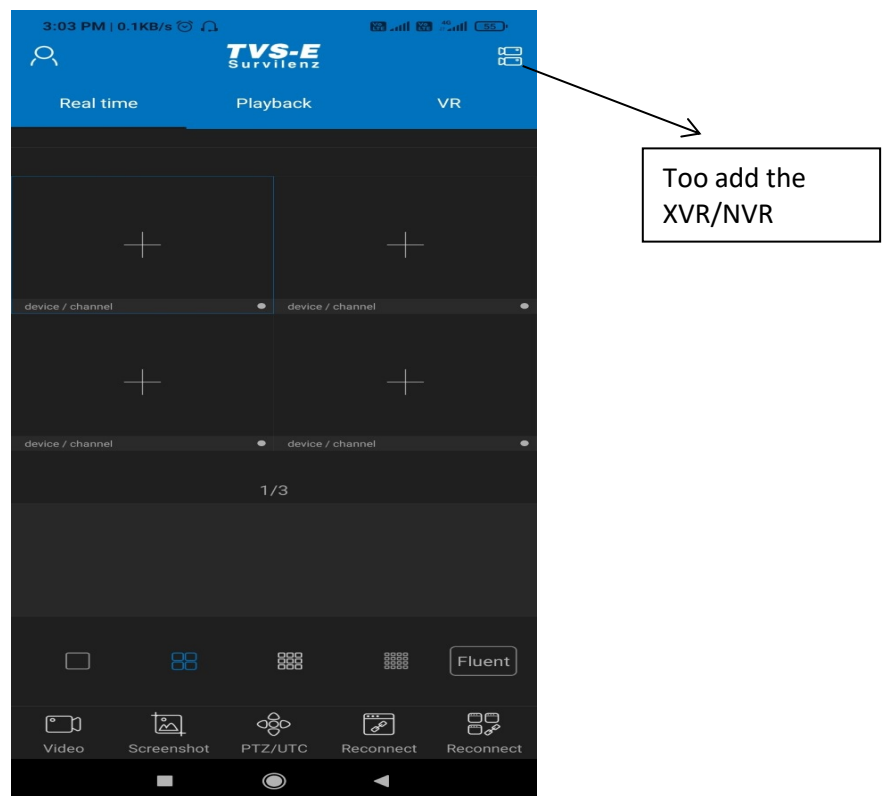 3:03 PM | 0.1KB/s
4G
55
TVS-E
Survilenz
Real time Playback VR
Too add the
XVR/NVR
device / channel device / channel
device / channel device / channel
1/3
Fluent
Video Screenshot PTZ/UTC Reconnect Reconnect